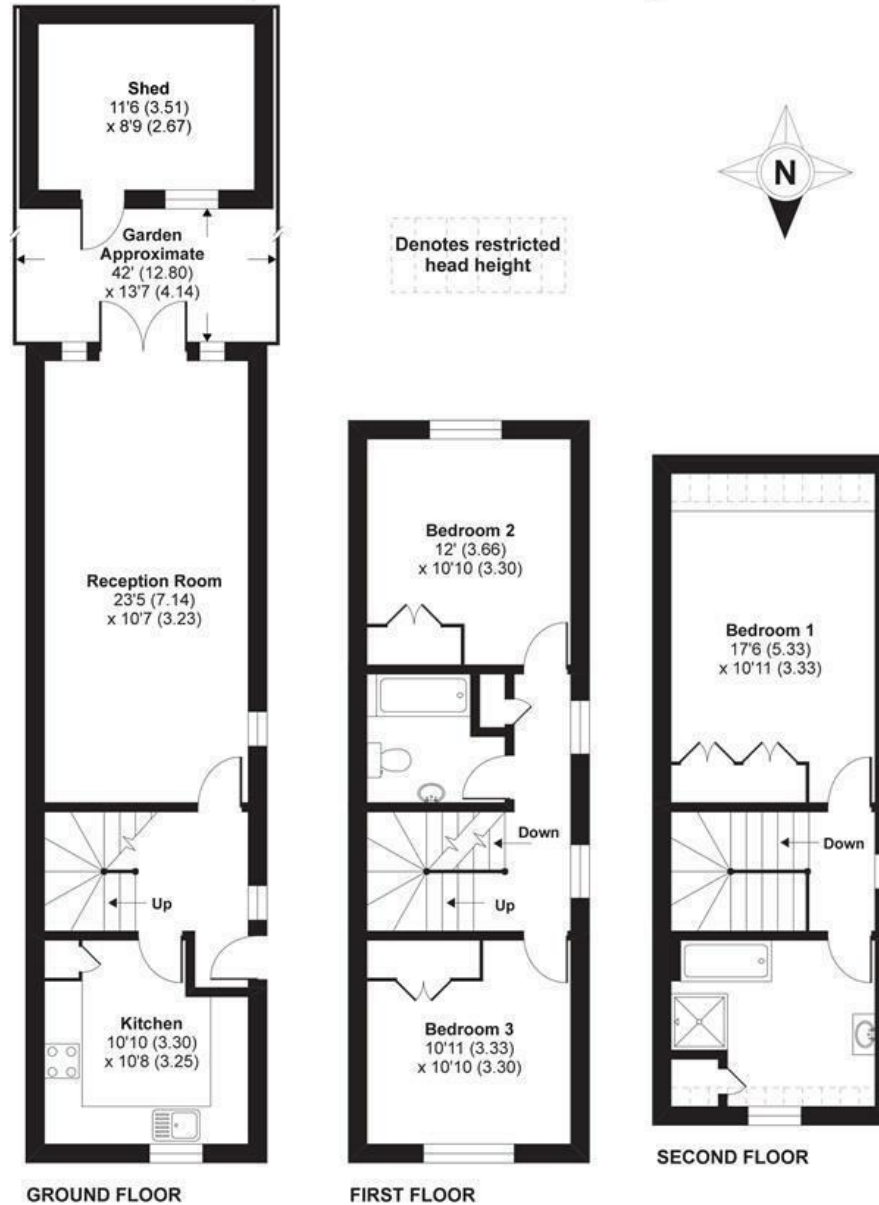 Shed
11'6 (3.51)
x 8'9 (2.67)
N
Garden
Approximate
42' (12.80)
x 13'7 (4.14)
Denotes restricted
head height
Reception Room
23'5 (7.14)
x 10'7 (3.23)
Up
Kitchen
10'10 (3.30)
x 10'8 (3.25)
GROUND FLOOR
Bedroom 2
12' (3.66)
x 10'10 (3.30)
Down
Up
Bedroom 3
10'11 (3.33)
x 10'10 (3.30)
FIRST FLOOR
Bedroom 1
17'6 (5.33)
x 10'11 (3.33)
Down
SECOND FLOOR